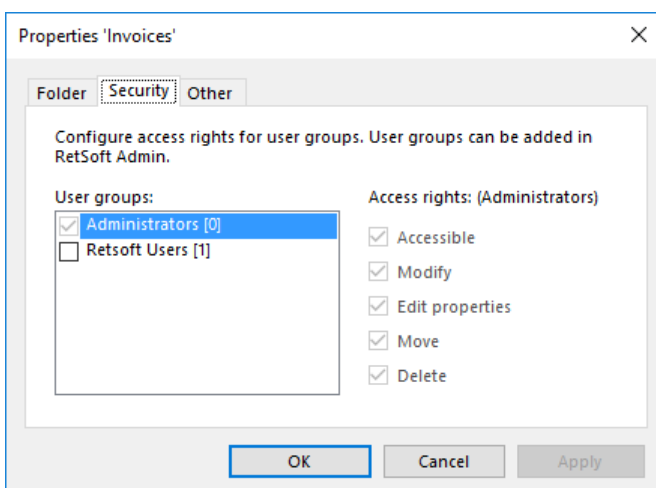 Properties 'Invoices'
Folder Security Other
Configure access rights for user groups. User groups can be added in
RetSoft Admin.
User groups: Access rights: (Administrators)
Administrators [0]
Retsoft Users [1]
Accessible
Modify
Edit properties
Move
Delete
OK Cancel Apply